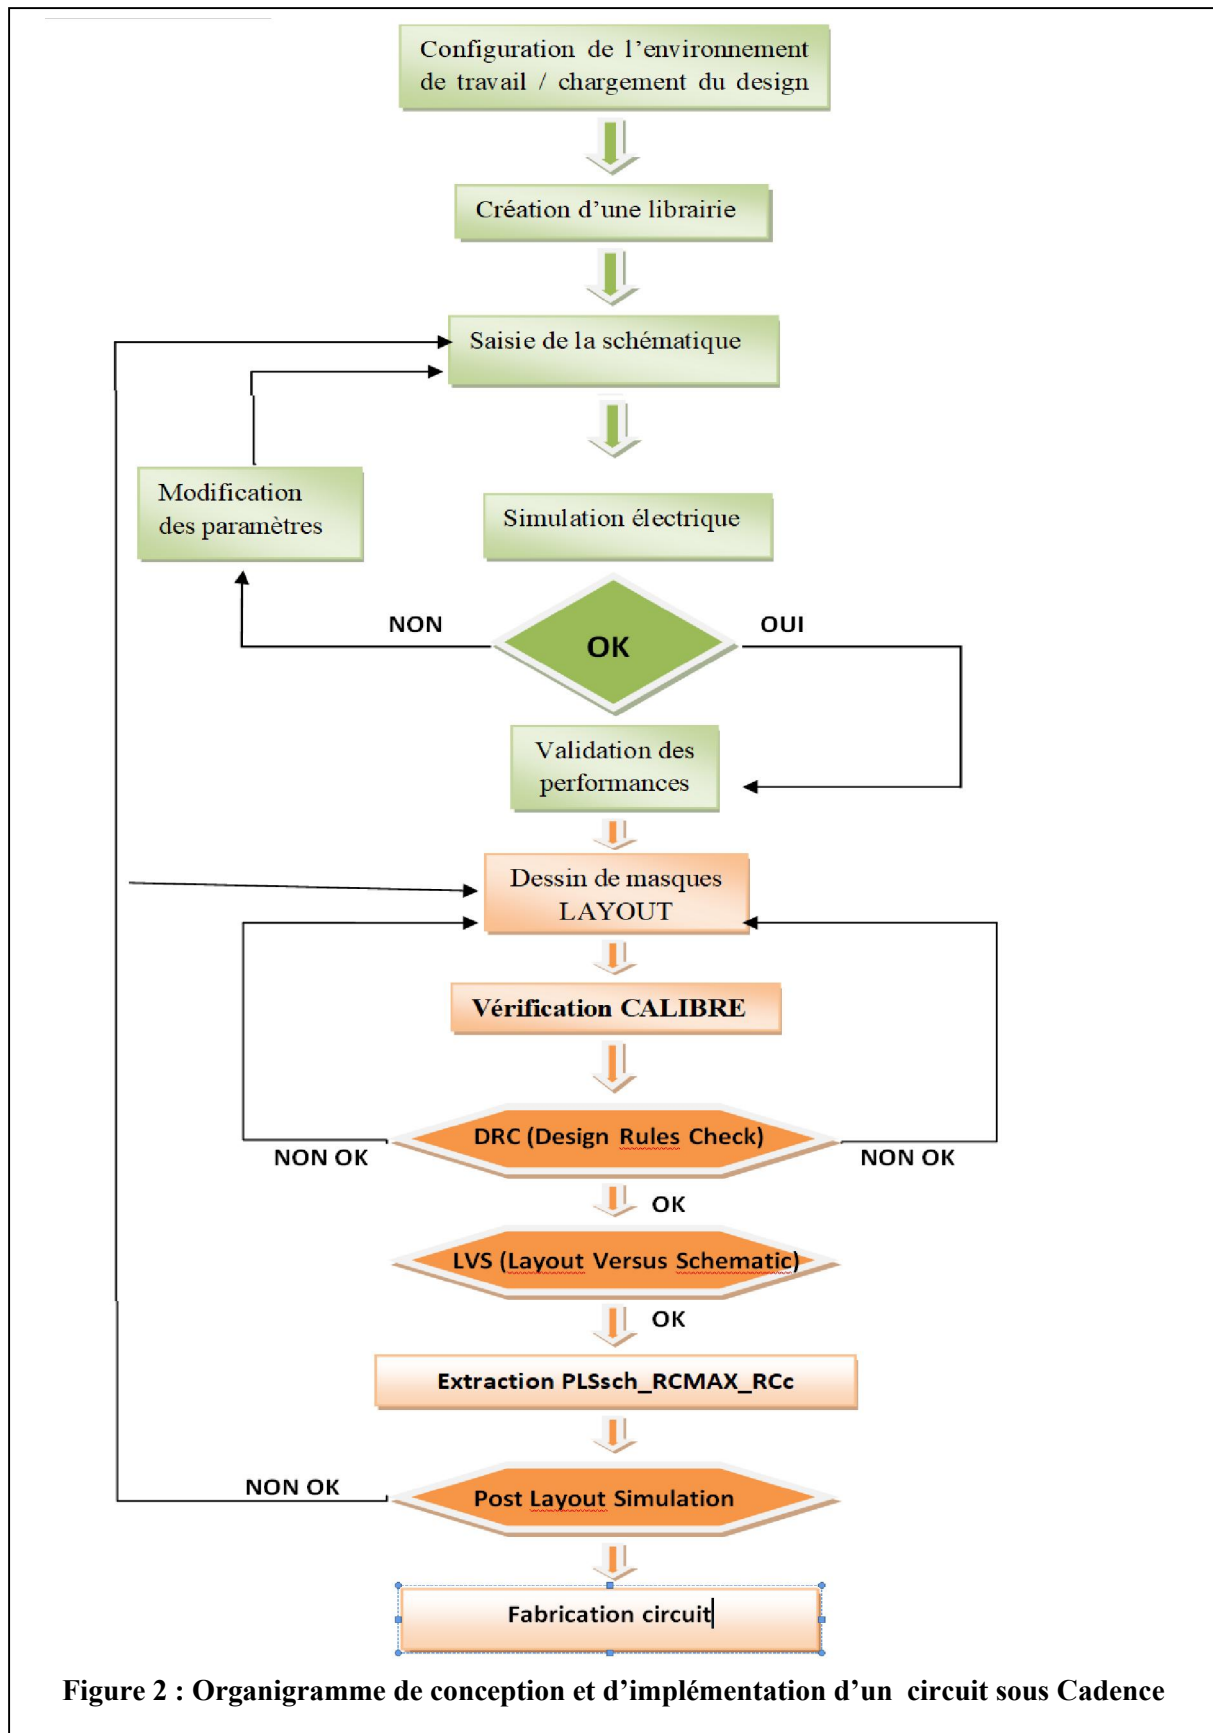 Configuration de l'environnement
de travail / chargement du design
Création d'une librairie
Saisie de la schématique
Modification
des paramètres
Simulation électrique
NON
OK
OUI
Validation des
performances
Dessin de masques
LAYOUT
Vérification CALIBRE
DRC (Design Rules Check)
NON OK
NON OK
OK
LVS (Layout Versus Schematic)
OK
Extraction PLSsch_RCMAX_RCc
NON OK
Post Layout Simulation
Fabrication circuit
Figure 2 : Organigramme de conception et d'implémentation d'un circuit sous Cadence